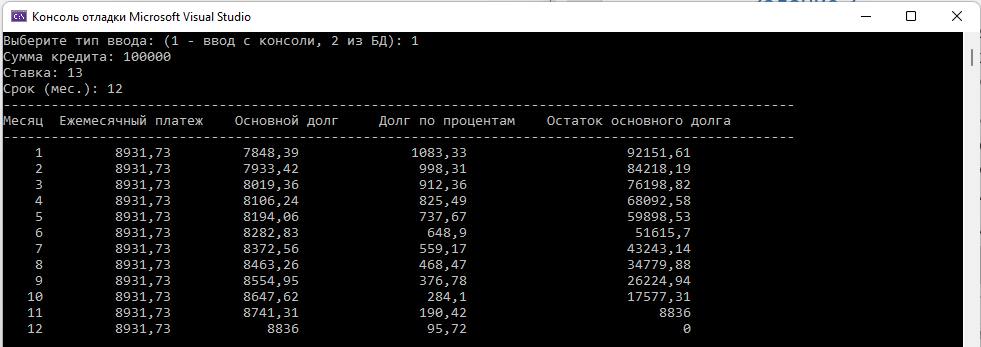 Консоль отладки Microsoft Visual Studio
Выберите тип ввода: (1 - ввод с консоли, 2 из БД): 1
Сумма кредита: 100000
Ставка: 13
Срок (мес.): 12
---------------------------------------------------------------------------------------------------
Месяц Ежемесячный платеж Основной долг Долг по процентам Остаток основного долга
---------------------------------------------------------------------------------------------------
1 8931,73 7848,39 1083,33 92151,61
2 8931,73 7933,42 998,31 84218,19
3 8931,73 8019,36 912,36 76198,82
4 8931,73 8106,24 825,49 68092,58
5 8931,73 8194,06 737,67 59898,53
6 8931,73 8282,83 648,9 51615,7
7 8931,73 8372,56 559,17 43243,14
8 8931,73 8463,26 468,47 34779,88
9 8931,73 8554,95 376,78 26224,94
10 8931,73 8647,62 284,1 17577,31
11 8931,73 8741,31 190,42 8836
12 8931,73 8836 95,72 0